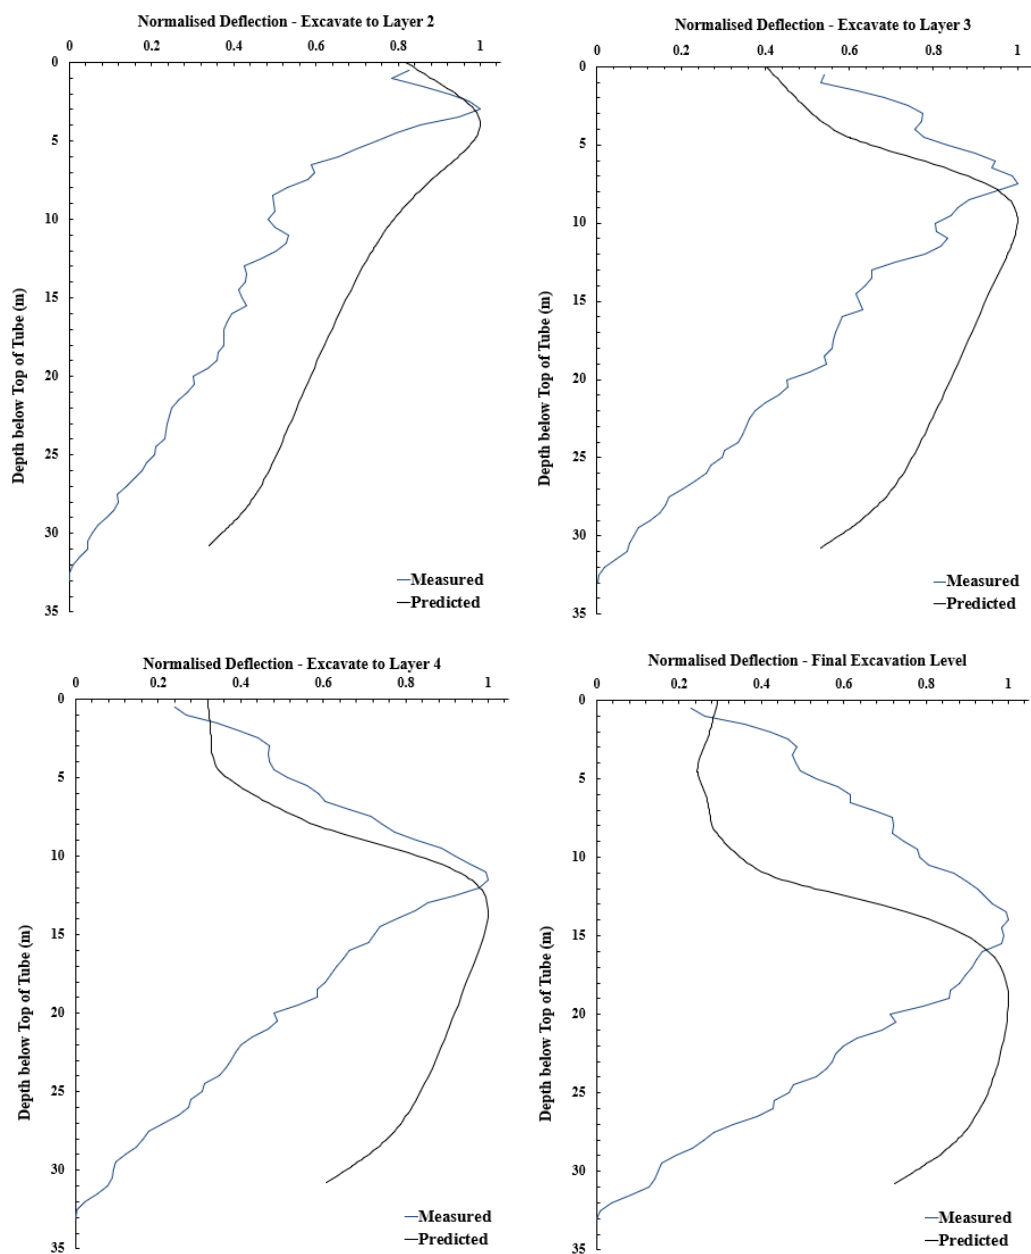 Normalised Deflection - Excavate to Layer 2
0 0.2 0.4 0.6 0.8 1
0
5
10
15
20
25
30
35
Depth below Top of Tube (m)
Measured
Predicted
Normalised Deflection - Excavate to Layer 3
0 0.2 0.4 0.6 0.8 1
0
5
10
15
20
25
30
35
Depth below Top of Tube (m)
Measured
Predicted
Normalised Deflection - Excavate to Layer 4
0 0.2 0.4 0.6 0.8 1
0
5
10
15
20
25
30
35
Depth below Top of Tube (m)
Measured
Predicted
Normalised Deflection - Final Excavation Level
0 0.2 0.4 0.6 0.8 1
0
5
10
15
20
25
30
35
Depth below Top of Tube (m)
Measured
Predicted